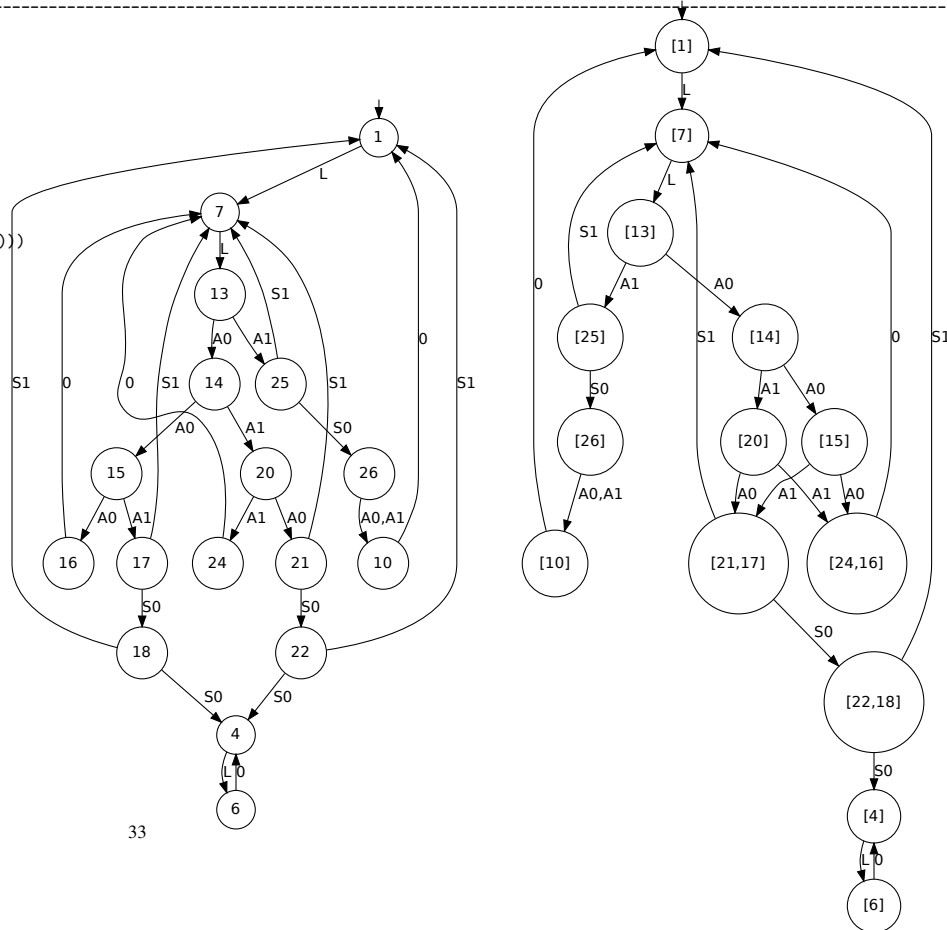 1
L
7
)))
L
13
A0
A1
S1
14
25
S1
0
0
S1
S1
0
S1
A0
A1
S0
15
20
26
A0
A1
A1
A0
A0,A1
16
17
24
21
10
S0
S0
18
22
S0
S0
4
L
0
6
33
[1]
L
[7]
L
[13]
S1
A1
A0
0
[25]
S1
[14]
0
S1
S0
A1
A0
[26]
[20]
[15]
A0,A1
A0
A1
A1
A0
[10]
[21,17]
[24,16]
S0
[22,18]
S0
[4]
L
0
[6]